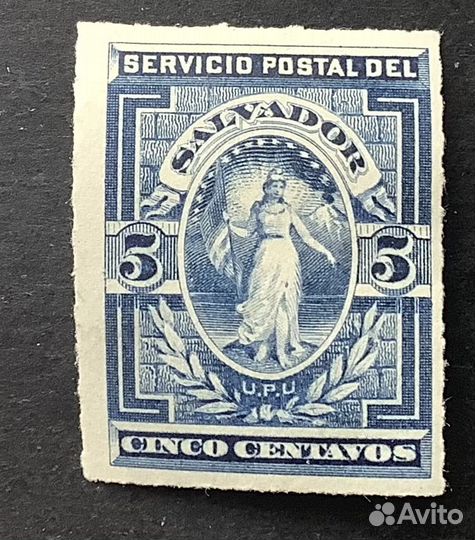 SERVICIO POSTAL DEL
SALVADOR
5 5
U.P.U
CINCO CENTAVOS
Avito